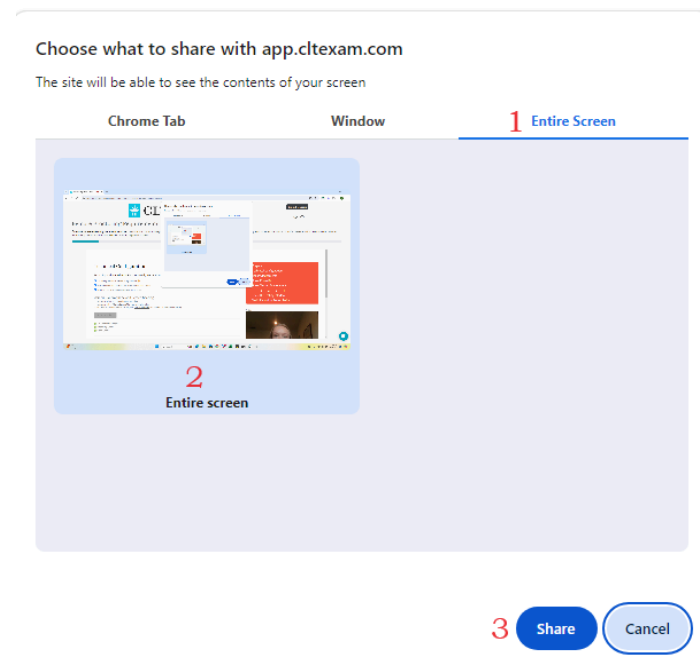 Choose what to share with app.cltexam.com
The site will be able to see the contents of your screen
Chrome Tab
Window
1 Entire Screen
2
Entire screen
3 Share
Cancel